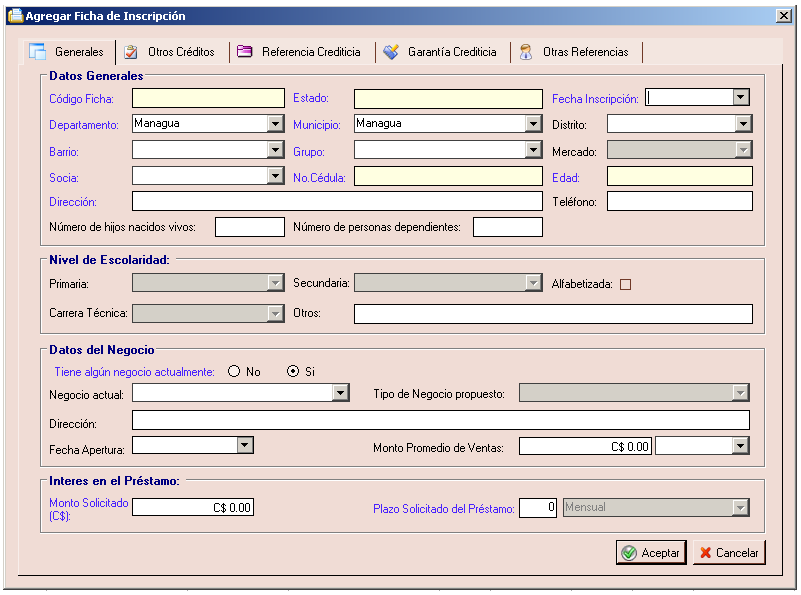 Agregar Ficha de Inscripción
Generales Otros Créditos Referencia Crediticia Garantía Crediticia Otras Referencias
Datos Generales
Código Ficha: Estado: Fecha Inscripción:
Departamento: Managua Municipio: Managua Distrito:
Barrio: Grupo: Mercado:
Socia: No.Cédula: Edad:
Dirección: Teléfono:
Número de hijos nacidos vivos: Número de personas dependientes:
Nivel de Escolaridad:
Primaria: Secundaria: Alfabetizada:
Carrera Técnica: Otros:
Datos del Negocio
Tiene algún negocio actualmente: No Si
Negocio actual: Tipo de Negocio propuesto:
Dirección:
Fecha Apertura: Monto Promedio de Ventas: C$ 0.00
Interes en el Préstamo:
Monto Solicitado
(C$): C$ 0.00 Plazo Solicitado del Préstamo: 0 Mensual
Aceptar Cancelar